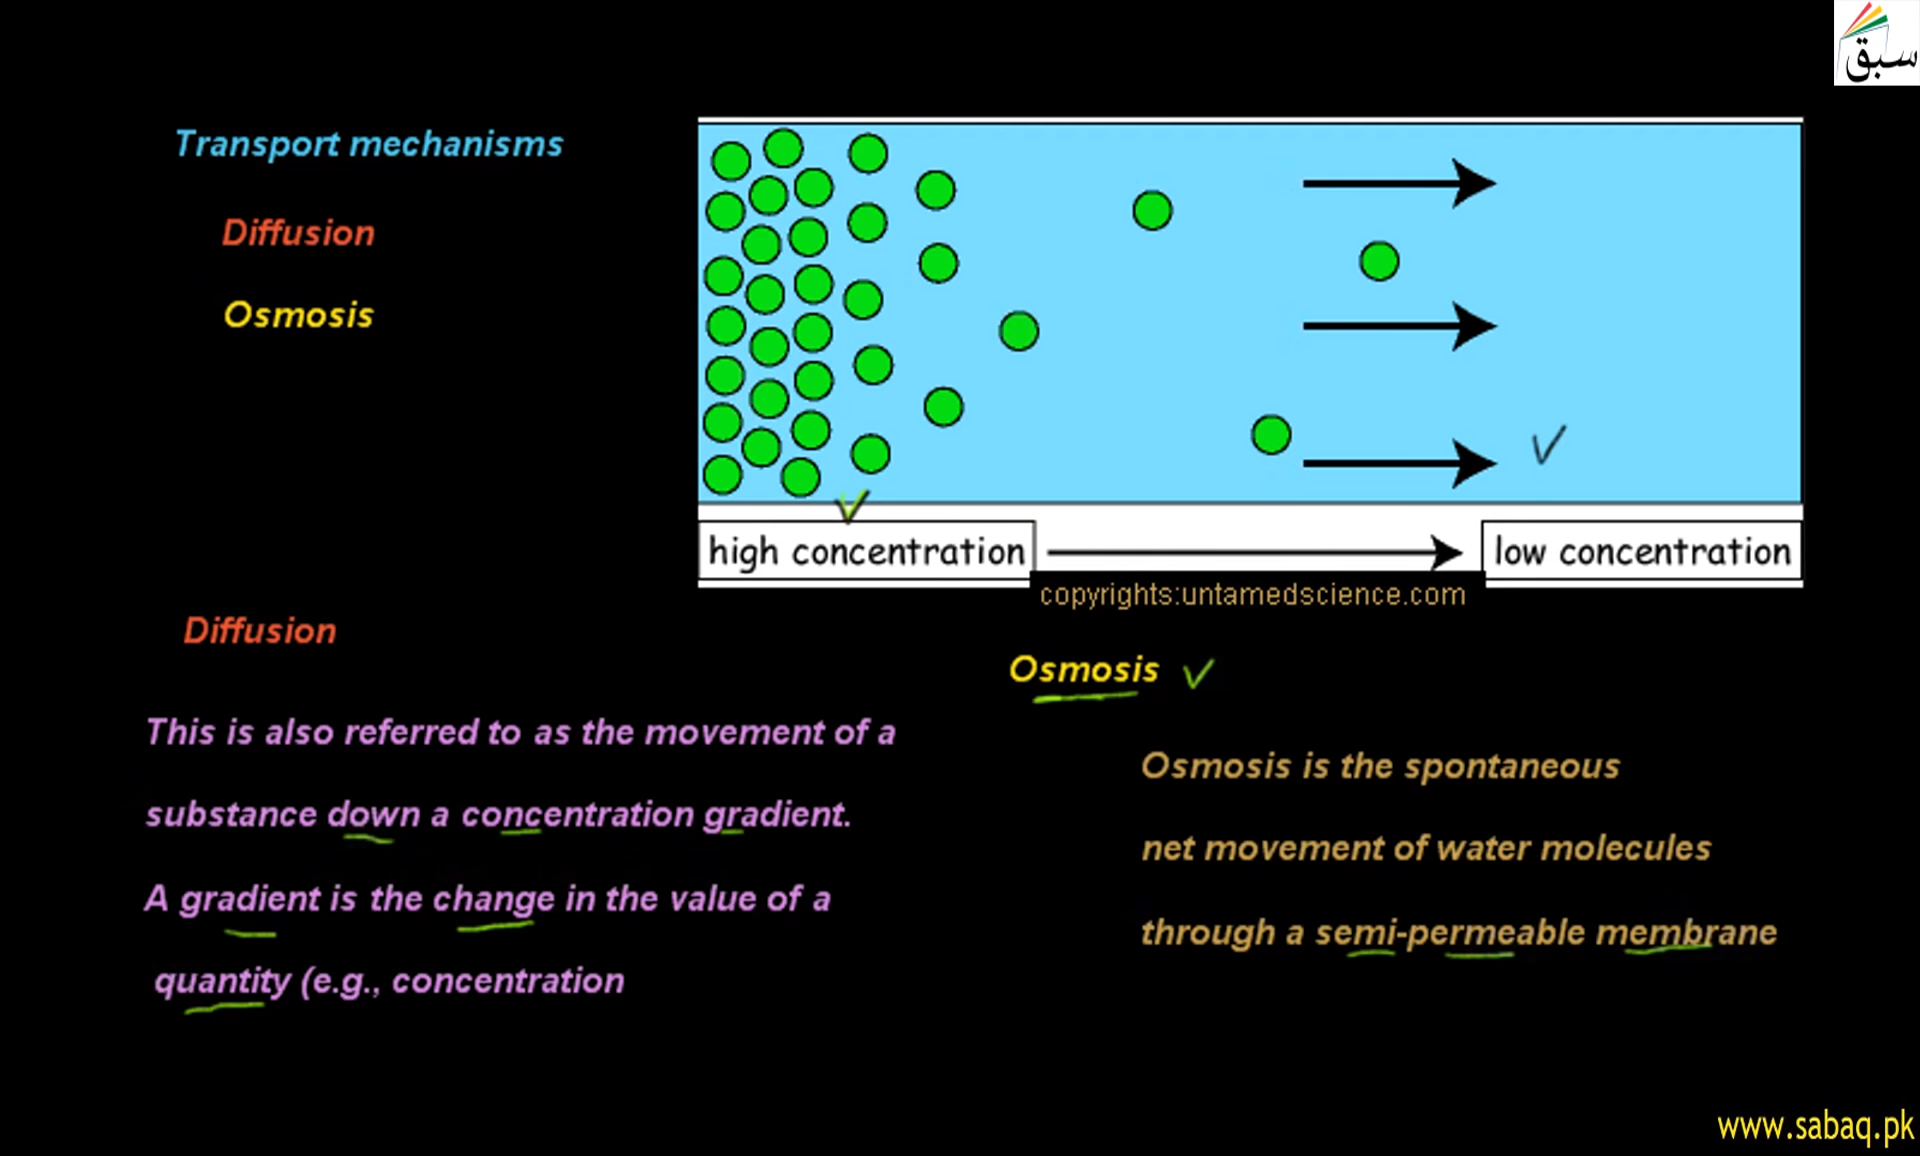 سبق
Transport mechanisms
Diffusion
Osmosis
high concentration
low concentration
copyrights:untamedscience.com
Diffusion
This is also referred to as the movement of a
substance down a concentration gradient.
A gradient is the change in the value of a
quantity (e.g., concentration
Osmosis
Osmosis is the spontaneous
net movement of water molecules
through a semi-permeable membrane
www.sabaq.pk